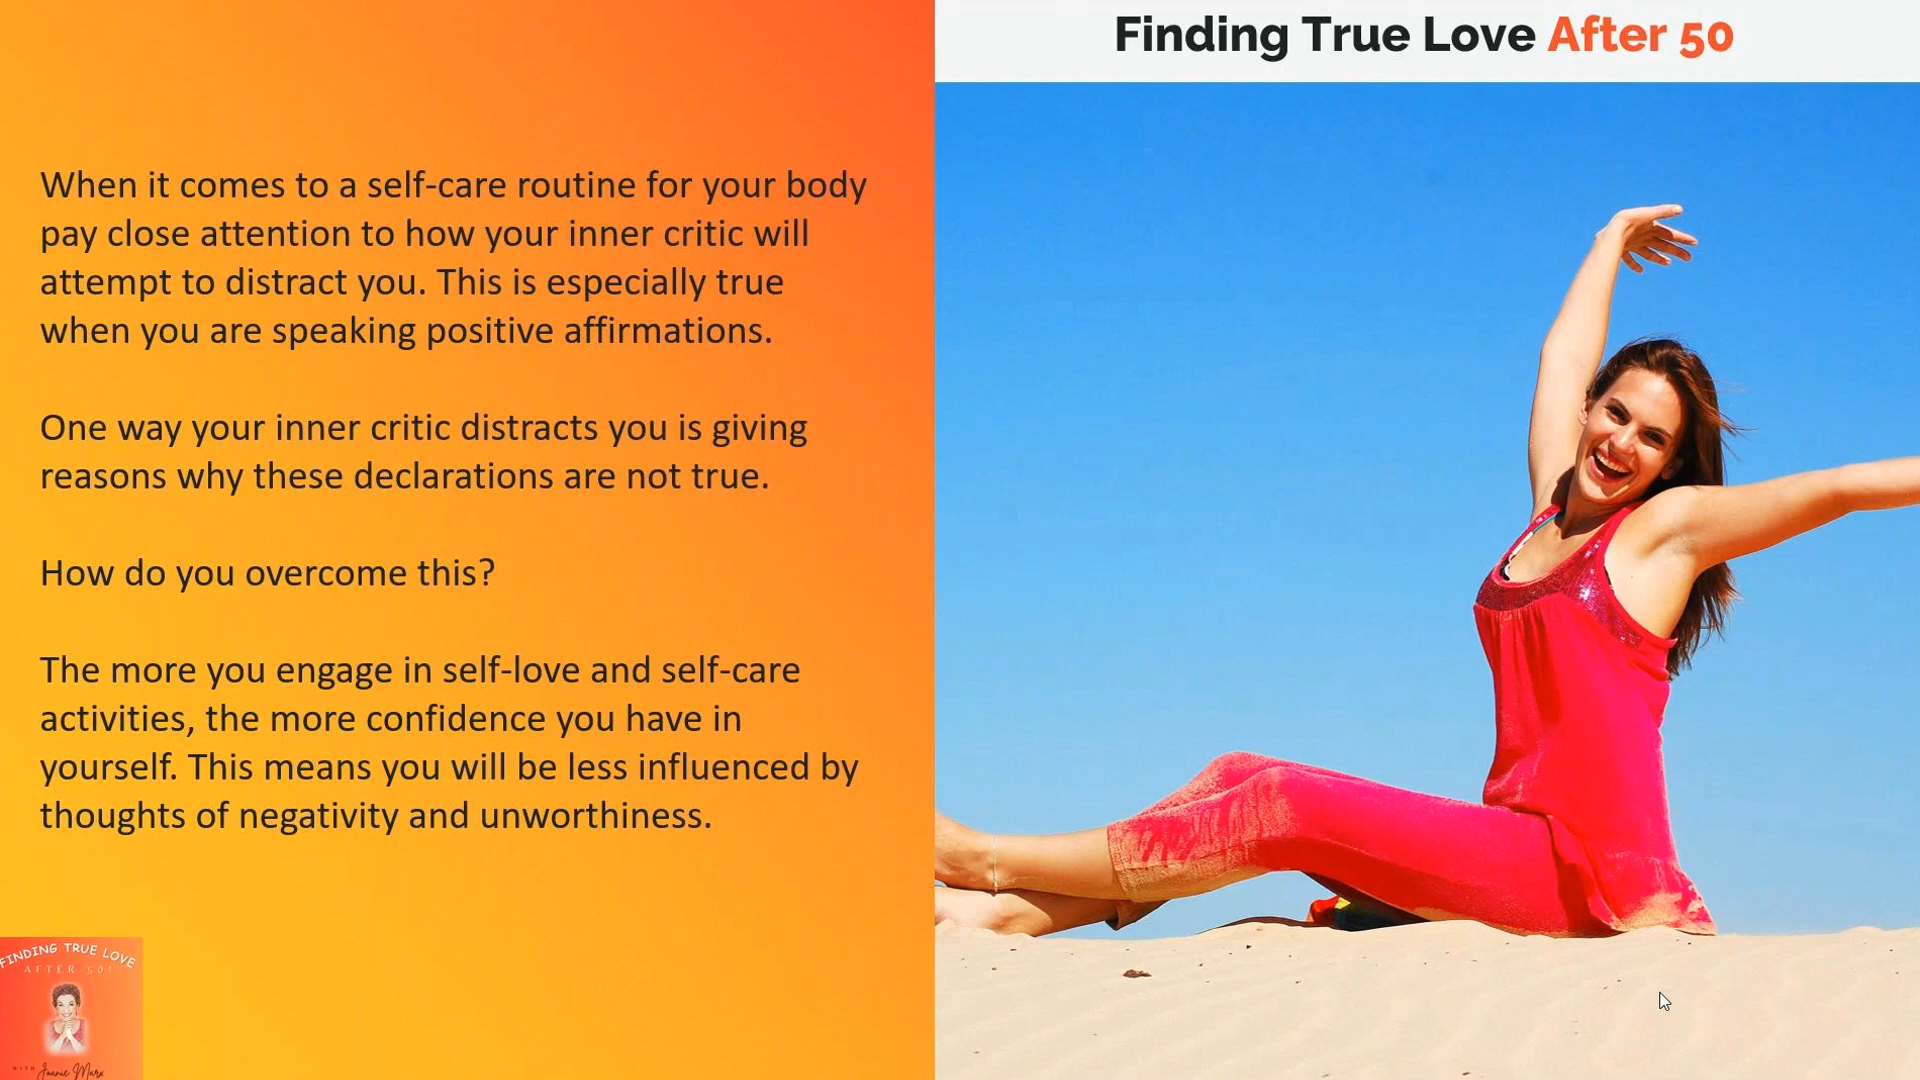 Finding True Love After 50
When it comes to a self-care routine for your body
pay close attention to how your inner critic will
attempt to distract you. This is especially true
when you are speaking positive affirmations.
One way your inner critic distracts you is giving
reasons why these declarations are not true.
How do you overcome this?
The more you engage in self-love and self-care
activities, the more confidence you have in
yourself. This means you will be less influenced by
thoughts of negativity and unworthiness.
FINDING TRUE LOVE
AFTER 50!
WITH Joanie Marx